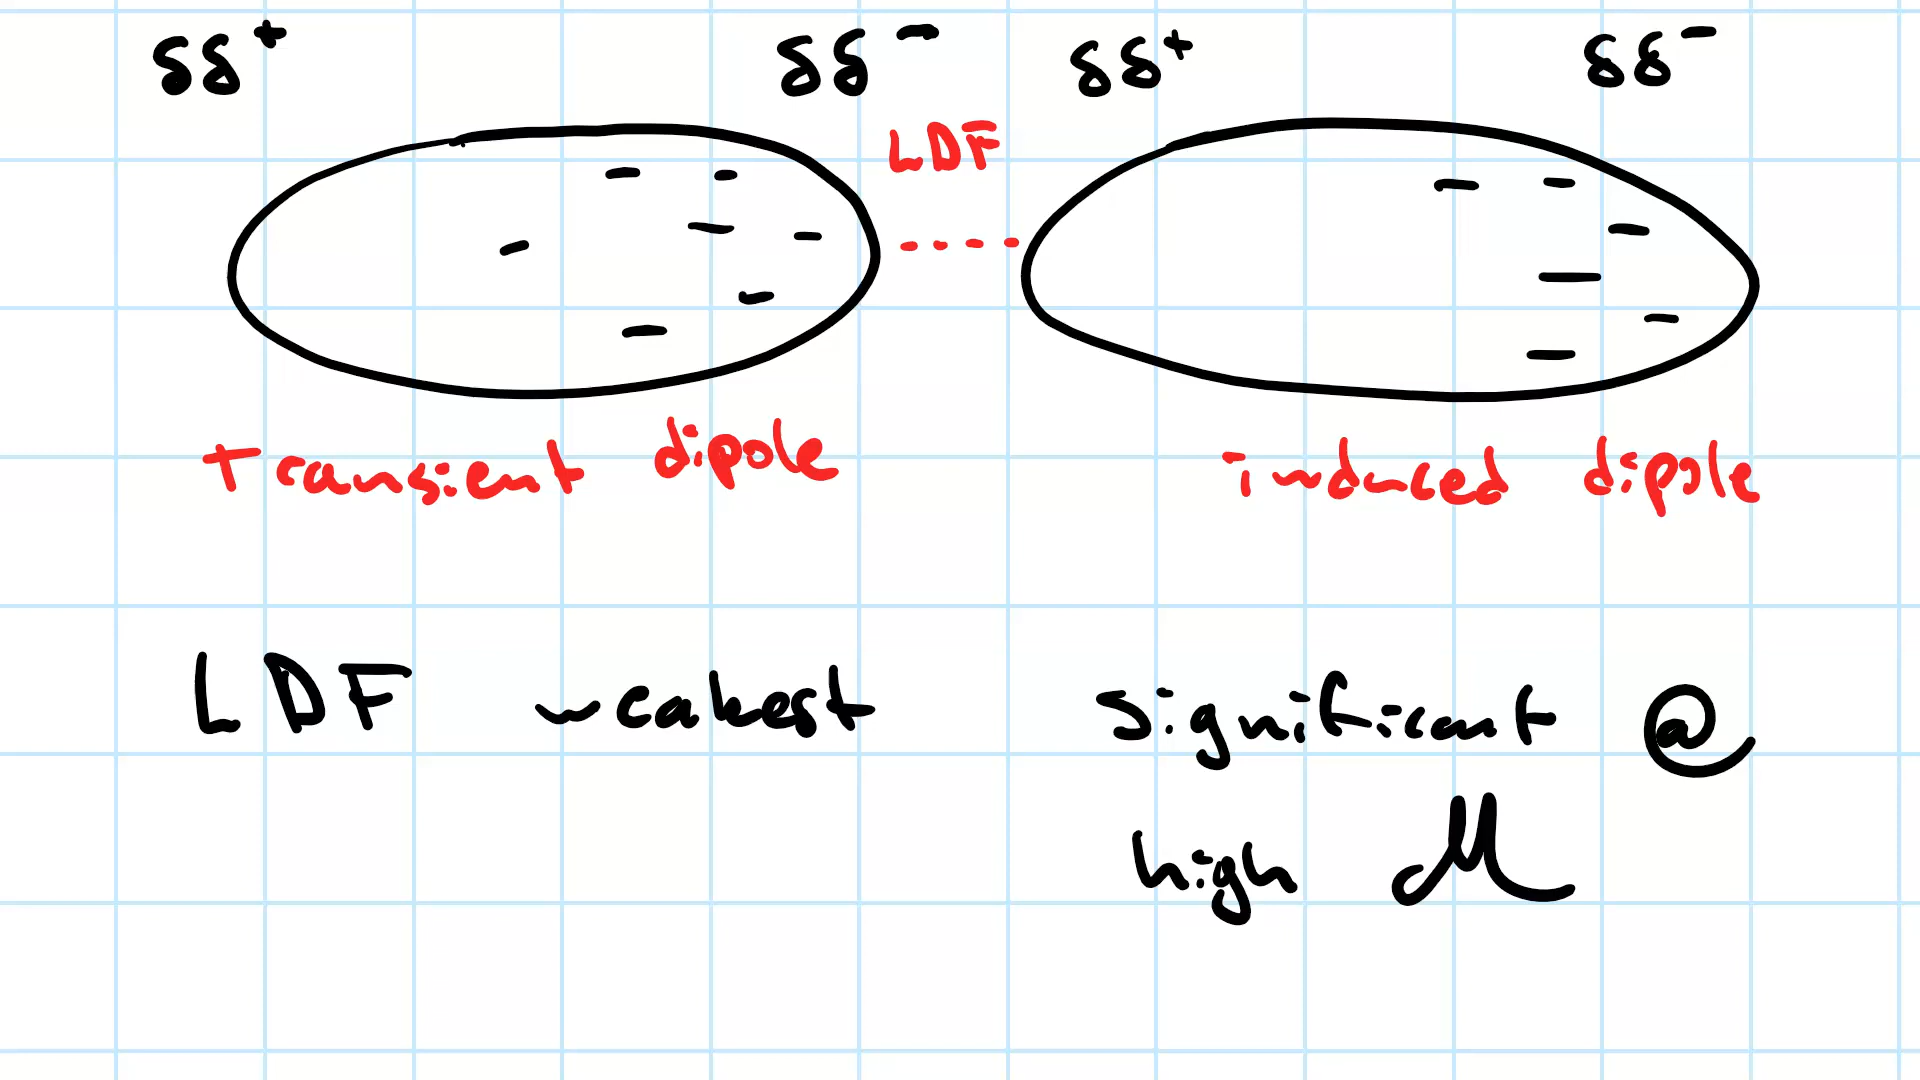 δδ⁺ δδ⁻ δδ⁺ δδ⁻
LDF
transient dipole induced dipole
LDF weakest significant @
high M